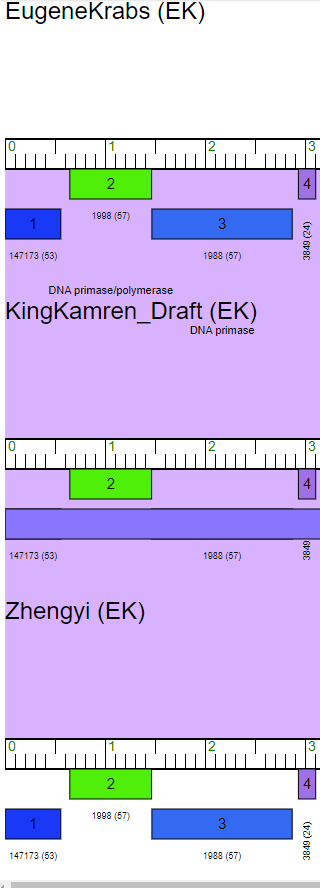 EugeneKrabs (EK)
0 1 2 3
2 4
1 3
1998 (57)
147173 (53) 1988 (57) 3849 (24)
DNA primase/polymerase
KingKamren_Draft (EK)
DNA primase
0 1 2 3
2 4
147173 (53) 1988 (57) 3849
Zhengyi (EK)
0 1 2 3
2 4
1 3
1998 (57)
147173 (53) 1988 (57) 3849 (24)